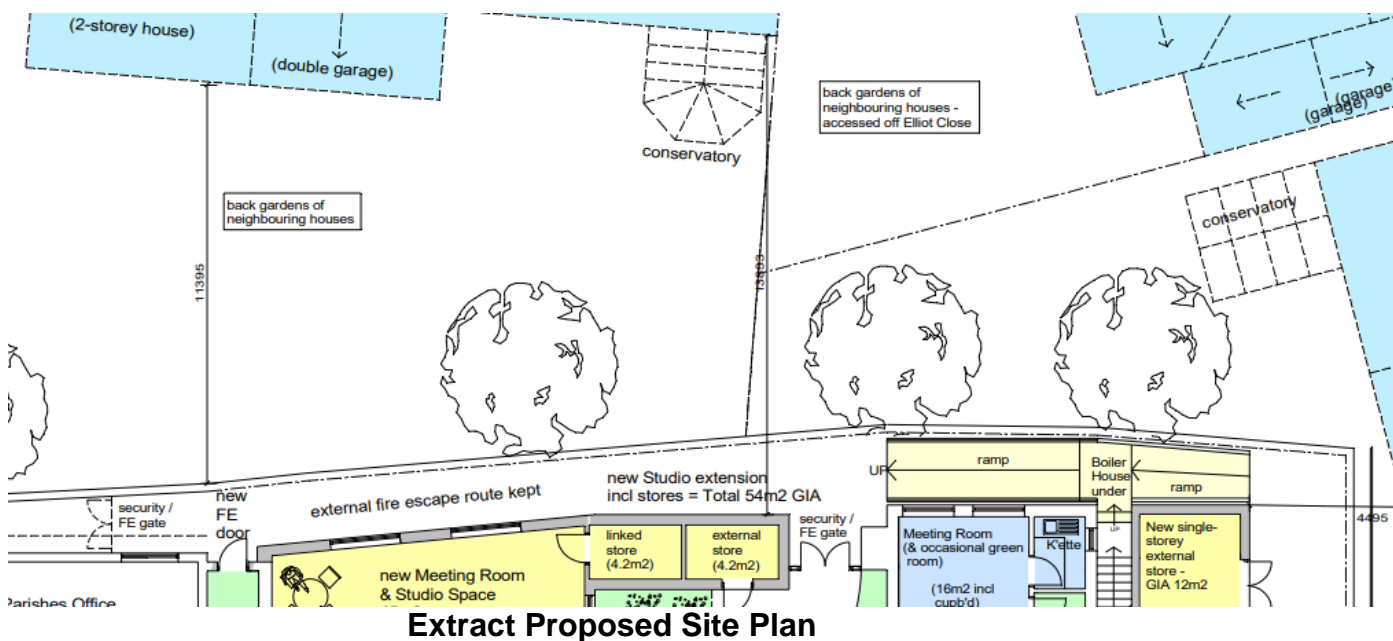 (2-storey house)
(double garage)
back gardens of
neighbouring houses -
accessed off Elliot Close
(garage)
(garage)
conservatory
conservatory
back gardens of
neighbouring houses
11395
13893
new Studio extension
incl stores = Total 54m2 GIA
external fire escape route kept
new
FE
door
security /
FE gate
security /
FE gate
UP
ramp
Boiler
House
under
ramp
UP
4495
linked
store
(4.2m2)
external
store
(4.2m2)
Meeting Room
(& occasional green
room)
(16m2 incl
cupb'd)
K'ette
New single-
storey
external
store -
GIA 12m2
new Meeting Room
& Studio Space
Parishes Office
Extract Proposed Site Plan